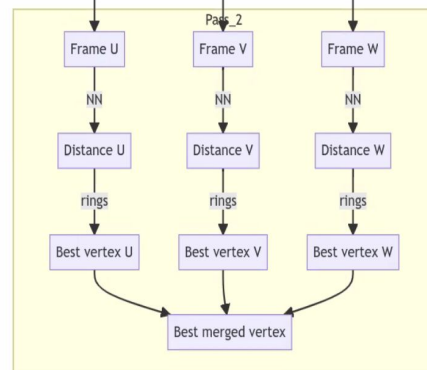 Pass_2
Frame U Frame V Frame W
NN NN NN
Distance U Distance V Distance W
rings rings rings
Best vertex U Best vertex V Best vertex W
Best merged vertex